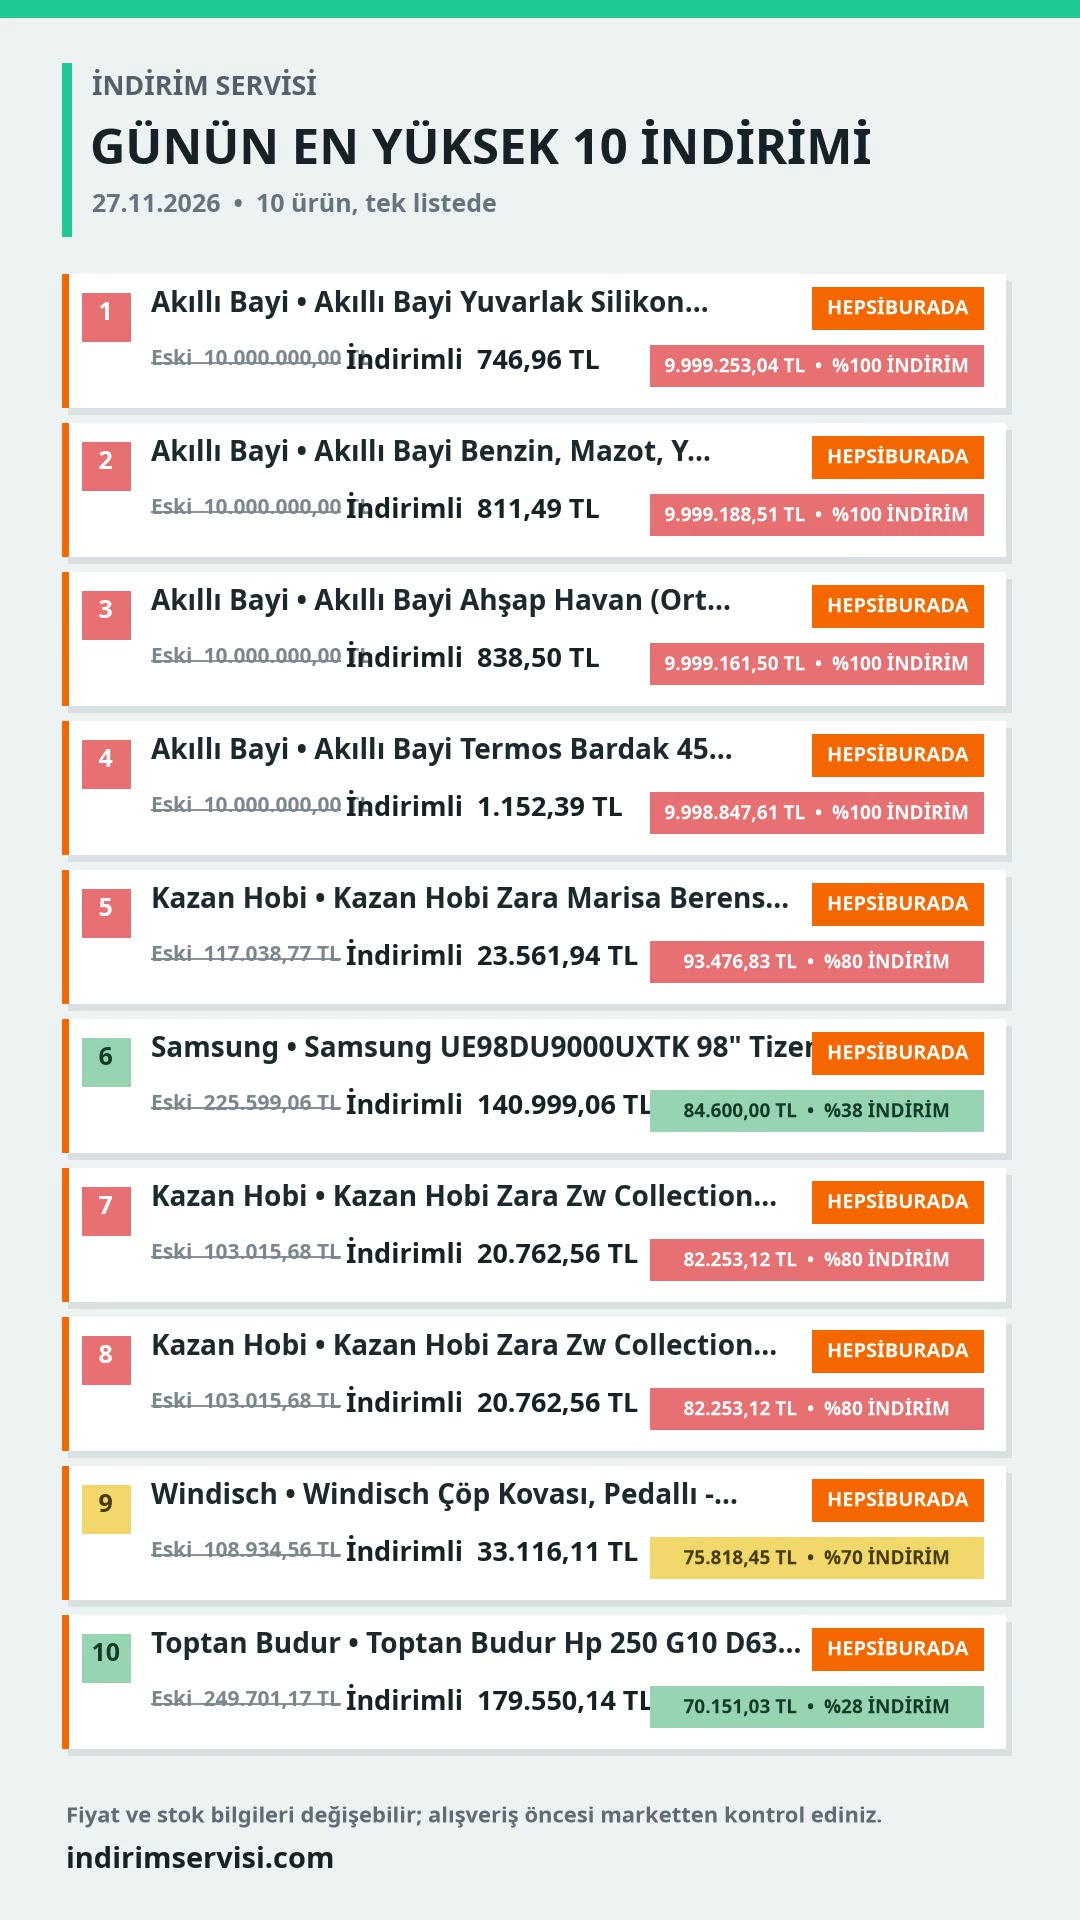 İNDİRİM SERVİSİ
GÜNÜN EN YÜKSEK 10 İNDİRİMİ
27.11.2026 • 10 ürün, tek listede
1 Akıllı Bayi • Akıllı Bayi Yuvarlak Silikon... HEPSİBURADA
Eski 10.000.000,00 TL İndirimli 746,96 TL 9.999.253,04 TL • %100 İNDİRİM
2 Akıllı Bayi • Akıllı Bayi Benzin, Mazot, Y... HEPSİBURADA
Eski 10.000.000,00 TL İndirimli 811,49 TL 9.999.188,51 TL • %100 İNDİRİM
3 Akıllı Bayi • Akıllı Bayi Ahşap Havan (Ort... HEPSİBURADA
Eski 10.000.000,00 TL İndirimli 838,50 TL 9.999.161,50 TL • %100 İNDİRİM
4 Akıllı Bayi • Akıllı Bayi Termos Bardak 45... HEPSİBURADA
Eski 10.000.000,00 TL İndirimli 1.152,39 TL 9.998.847,61 TL • %100 İNDİRİM
5 Kazan Hobi • Kazan Hobi Zara Marisa Berens... HEPSİBURADA
Eski 117.038,77 TL İndirimli 23.561,94 TL 93.476,83 TL • %80 İNDİRİM
6 Samsung • Samsung UE98DU9000UXTK 98" Tizen HEPSİBURADA
Eski 225.599,06 TL İndirimli 140.999,06 TL 84.600,00 TL • %38 İNDİRİM
7 Kazan Hobi • Kazan Hobi Zara Zw Collection... HEPSİBURADA
Eski 103.015,68 TL İndirimli 20.762,56 TL 82.253,12 TL • %80 İNDİRİM
8 Kazan Hobi • Kazan Hobi Zara Zw Collection... HEPSİBURADA
Eski 103.015,68 TL İndirimli 20.762,56 TL 82.253,12 TL • %80 İNDİRİM
9 Windisch • Windisch Çöp Kovası, Pedallı -... HEPSİBURADA
Eski 108.934,56 TL İndirimli 33.116,11 TL 75.818,45 TL • %70 İNDİRİM
10 Toptan Budur • Toptan Budur Hp 250 G10 D63... HEPSİBURADA
Eski 249.701,17 TL İndirimli 179.550,14 TL 70.151,03 TL • %28 İNDİRİM
Fiyat ve stok bilgileri değişebilir; alışveriş öncesi marketten kontrol ediniz.
indirimservisi.com